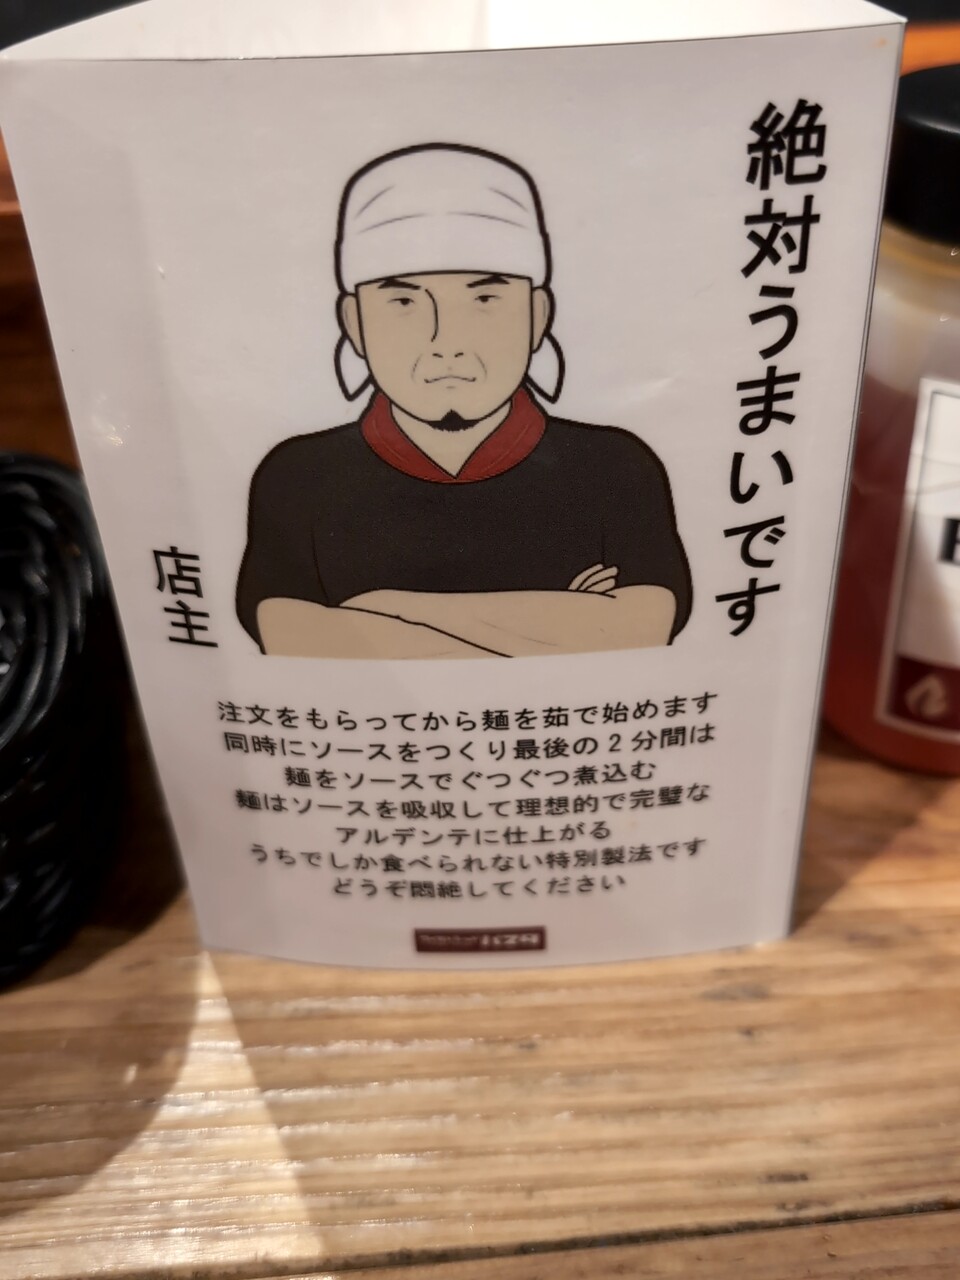 絶対うまいです
店主
注文をもらってから麺を茹で始めます
同時にソースをつくり最後の2分間は
麺をソースでぐつぐつ煮込む
麺はソースを吸収して理想的で完璧な
アルデンテに仕上がる
うちでしか食べられない特別製法です
どうぞ悶絶してください